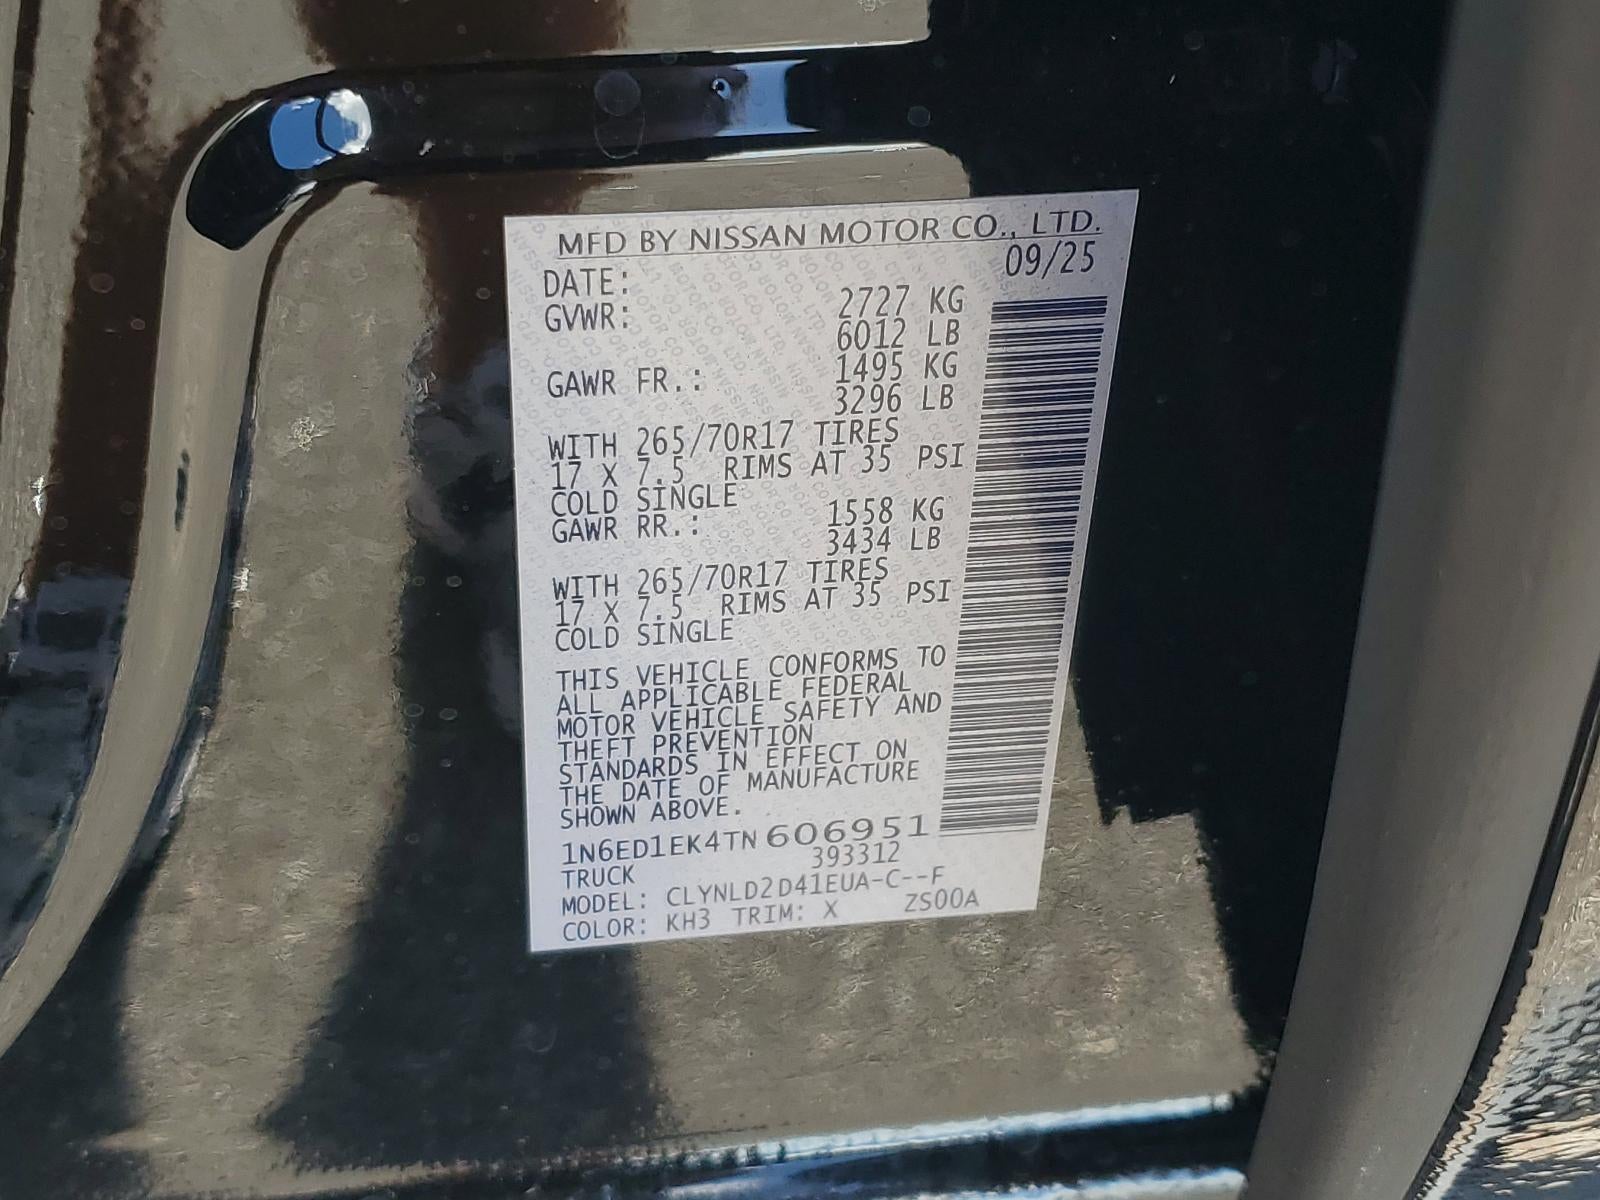 MFD BY NISSAN MOTOR CO., LTD.
DATE: 09/25
GVWR: 2727 KG
6012 LB
GAWR FR.: 1495 KG
3296 LB
WITH 265/70R17 TIRES
17 X 7.5 RIMS AT 35 PSI
COLD SINGLE
GAWR RR.: 1558 KG
3434 LB
WITH 265/70R17 TIRES
17 X 7.5 RIMS AT 35 PSI
COLD SINGLE
THIS VEHICLE CONFORMS TO
ALL APPLICABLE FEDERAL
MOTOR VEHICLE SAFETY AND
THEFT PREVENTION
STANDARDS IN EFFECT ON
THE DATE OF MANUFACTURE
SHOWN ABOVE.
1N6ED1EK4TN606951
TRUCK 393312
MODEL: CLYNLD2D41EUA-C--F
COLOR: KH3 TRIM: X ZS00A